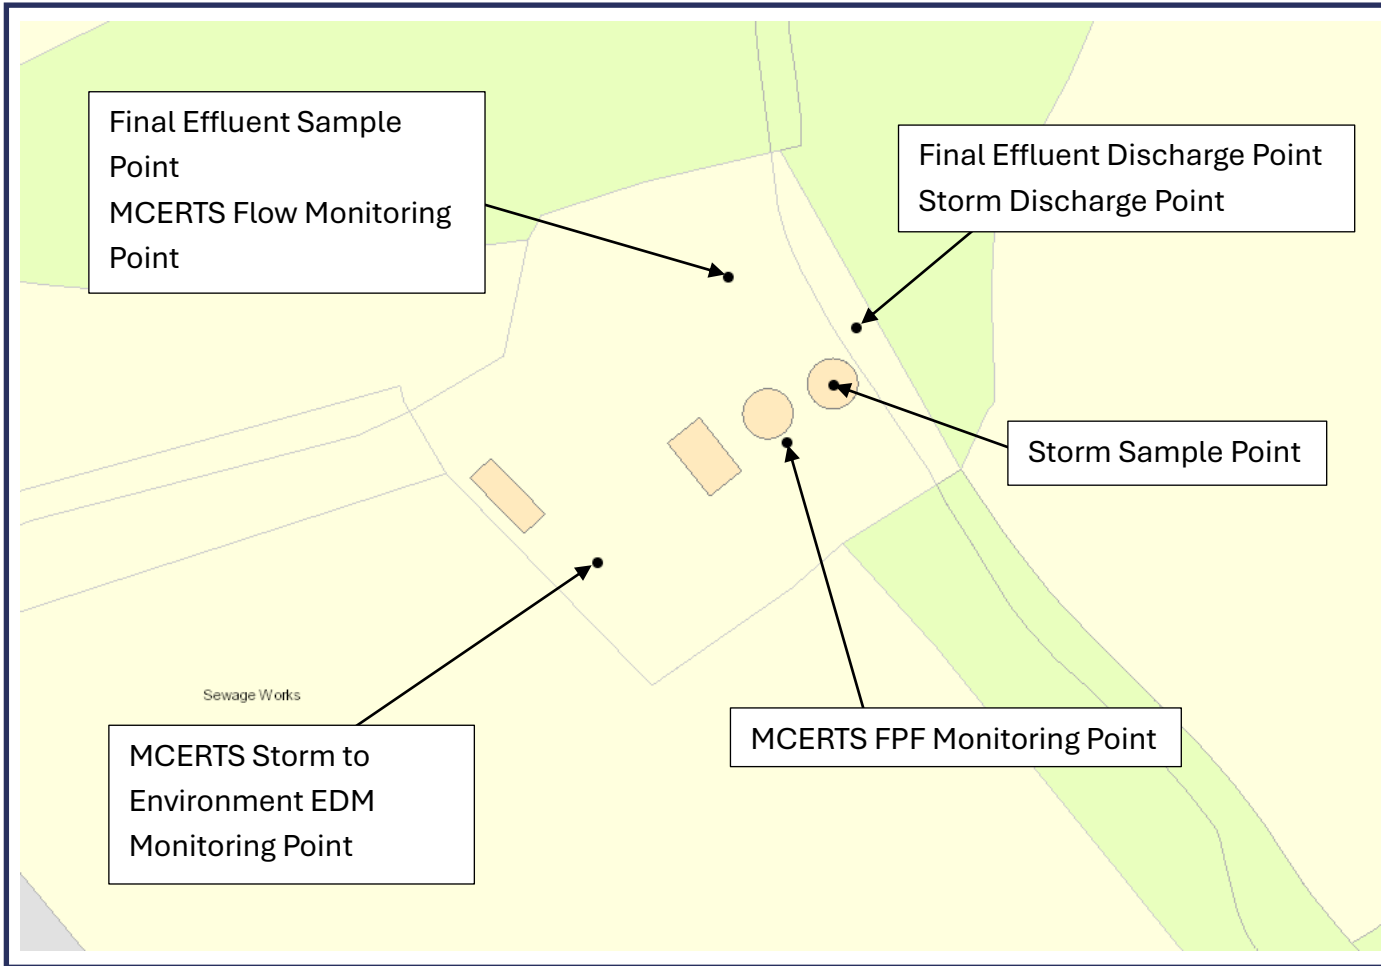 Final Effluent Sample
Point
MCERTS Flow Monitoring
Point
Final Effluent Discharge Point
Storm Discharge Point
Storm Sample Point
Sewage Works
MCERTS FPF Monitoring Point
MCERTS Storm to
Environment EDM
Monitoring Point